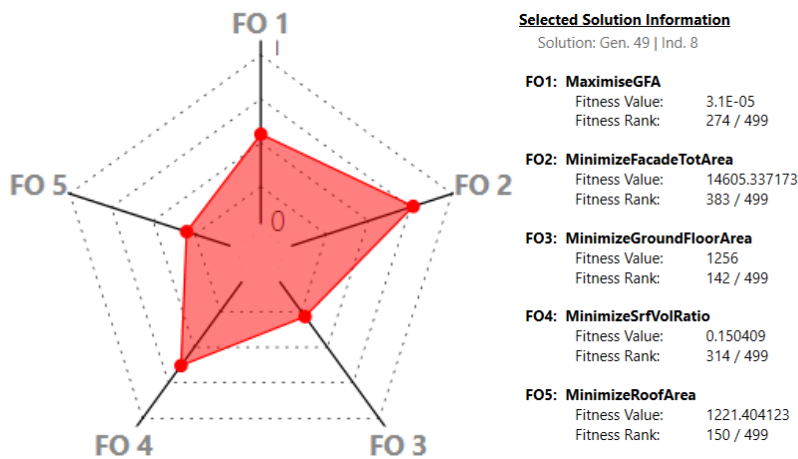 FO 1
1
FO 5
FO 2
0
FO 4
FO 3
Selected Solution Information
Solution: Gen. 49 | Ind. 8
FO1: MaximiseGFA
Fitness Value: 3.1E-05
Fitness Rank: 274 / 499
FO2: MinimizeFacadeTotArea
Fitness Value: 14605.337173
Fitness Rank: 383 / 499
FO3: MinimizeGroundFloorArea
Fitness Value: 1256
Fitness Rank: 142 / 499
FO4: MinimizeSrfVolRatio
Fitness Value: 0.150409
Fitness Rank: 314 / 499
FO5: MinimizeRoofArea
Fitness Value: 1221.404123
Fitness Rank: 150 / 499